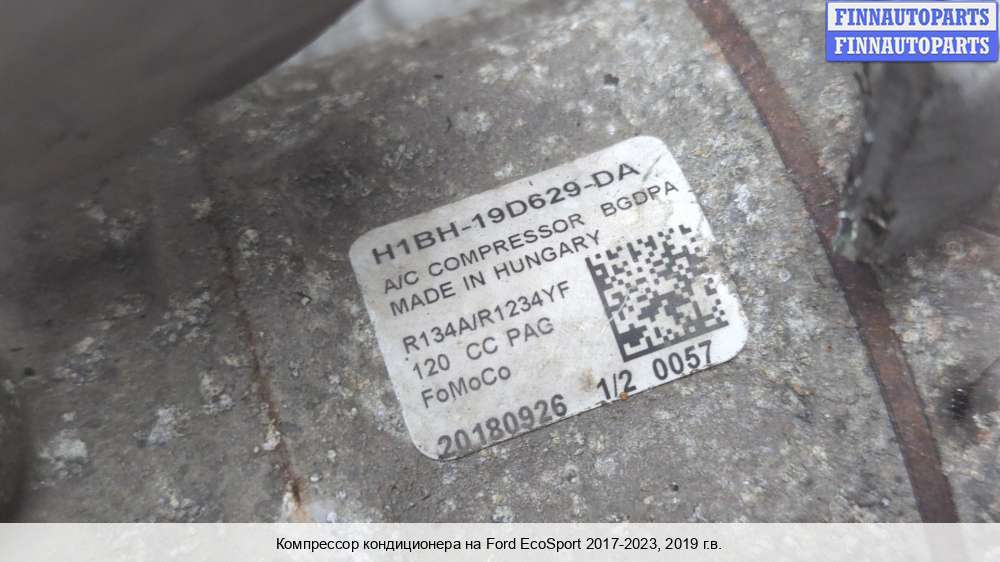 FINNAUTOPARTS
FINNAUTOPARTS
H1BH-19D629-DA
A/C COMPRESSOR BGDPA
MADE IN HUNGARY
R134A/R1234YF
120 CC PAG
FoMoCo
20180926 1/2 0057
Компрессор кондиционера на Ford EcoSport 2017-2023, 2019 г.в.